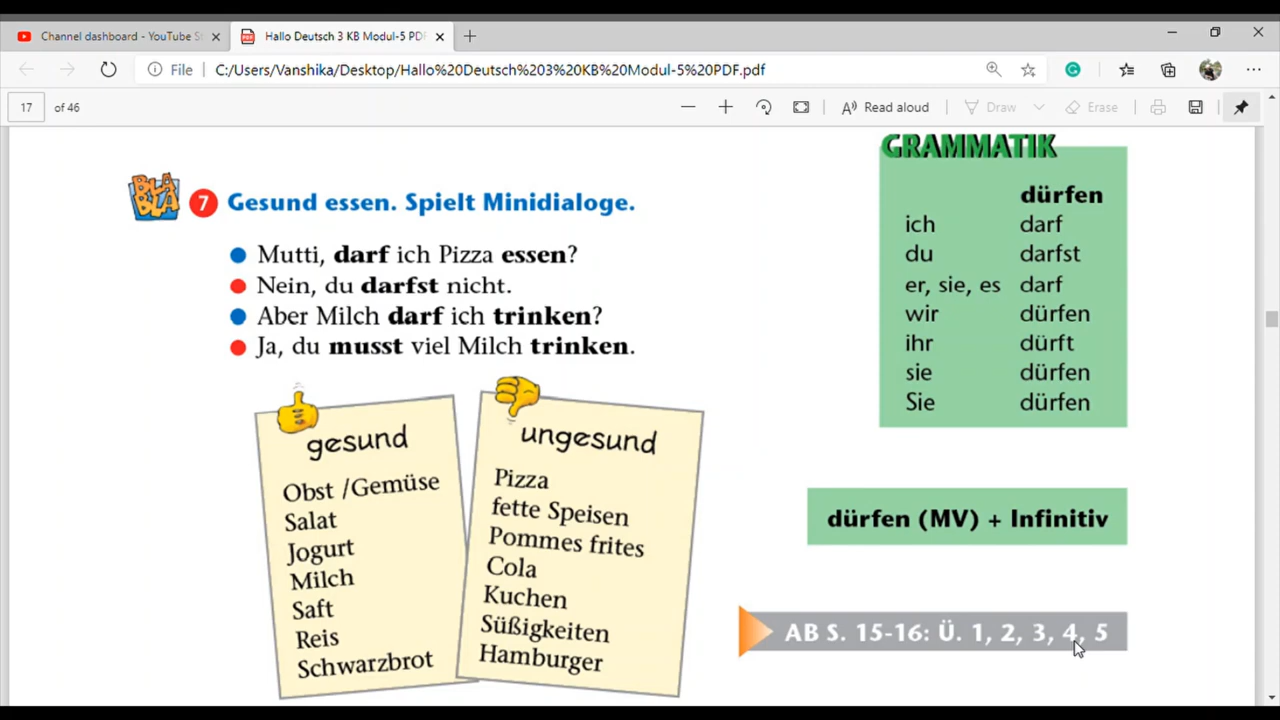 Channel dashboard - YouTube S
Hallo Deutsch 3 KB Modul-5 PDF
File
C:/Users/Vanshika/Desktop/Hallo%20Deutsch%203%20KB%20Modul-5%20PDF.pdf
17
of 46
Read aloud
Draw
Erase
BLA
BLA
7
Gesund essen. Spielt Minidialoge.
Mutti, darf ich Pizza essen?
Nein, du darfst nicht.
Aber Milch darf ich trinken?
Ja, du musst viel Milch trinken.
gesund
Obst /Gemüse
Salat
Jogurt
Milch
Saft
Reis
Schwarzbrot
ungesund
Pizza
fette Speisen
Pommes frites
Cola
Kuchen
Süßigkeiten
Hamburger
GRAMMATIK
dürfen
ich darf
du darfst
er, sie, es darf
wir dürfen
ihr dürft
sie dürfen
Sie dürfen
dürfen (MV) + Infinitiv
AB S. 15-16: Ü. 1, 2, 3, 4, 5